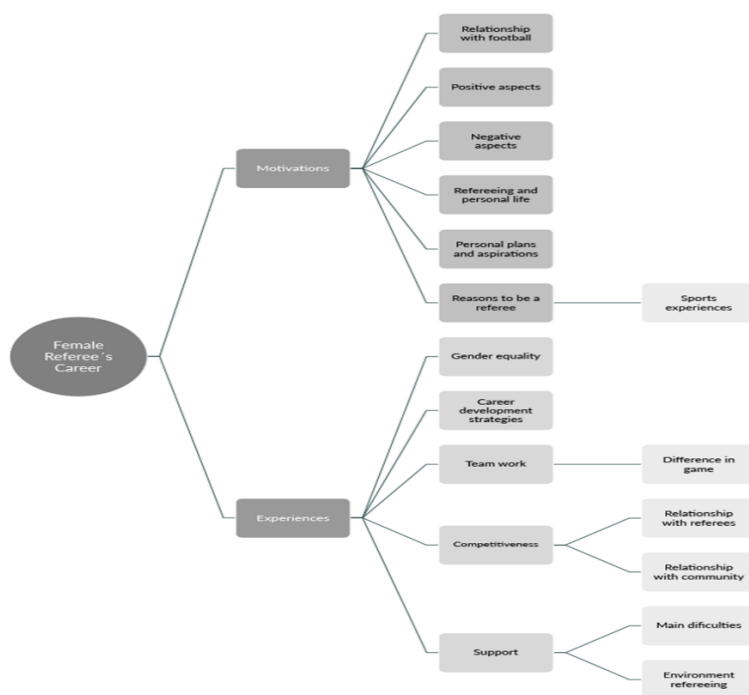 Relationship
with football
Positive aspects
Negative
aspects
Motivations
Refereeing and
personal life
Personal plans
and aspirations
Reasons to be a
referee
Sports
experiences
Female
Referee´s
Career
Gender equality
Career
development
strategies
Team work
Difference in
game
Experiences
Competitiveness
Relationship
with referees
Relationship
with community
Support
Main dificulties
Environment
refereeing